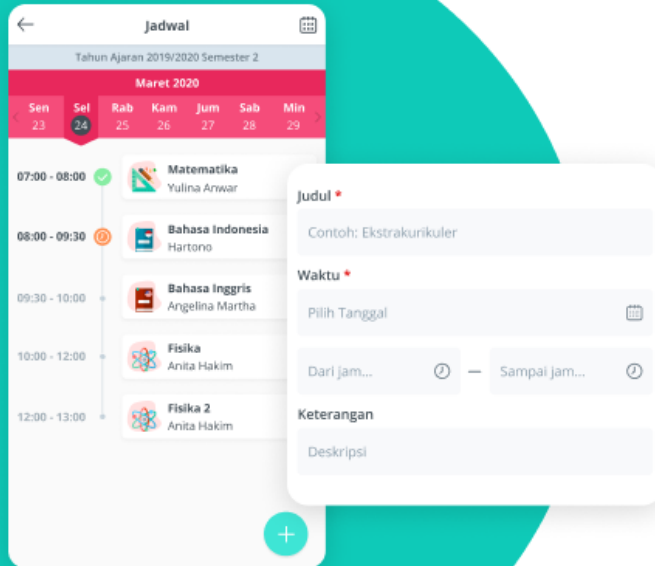 Jadwal
Tahun Ajaran 2019/2020 Semester 2
Maret 2020
Sen Sel Rab Kam Jum Sab Min
23 24 25 26 27 28 29
07:00 - 08:00
Matematika
Yulina Anwar
08:00 - 09:30
Bahasa Indonesia
Hartono
09:30 - 10:00
Bahasa Inggris
Angelina Martha
10:00 - 12:00
Fisika
Anita Hakim
12:00 - 13:00
Fisika 2
Anita Hakim
Judul *
Contoh: Ekstrakurikuler
Waktu *
Pilih Tanggal
Dari jam... — Sampai jam...
Keterangan
Deskripsi